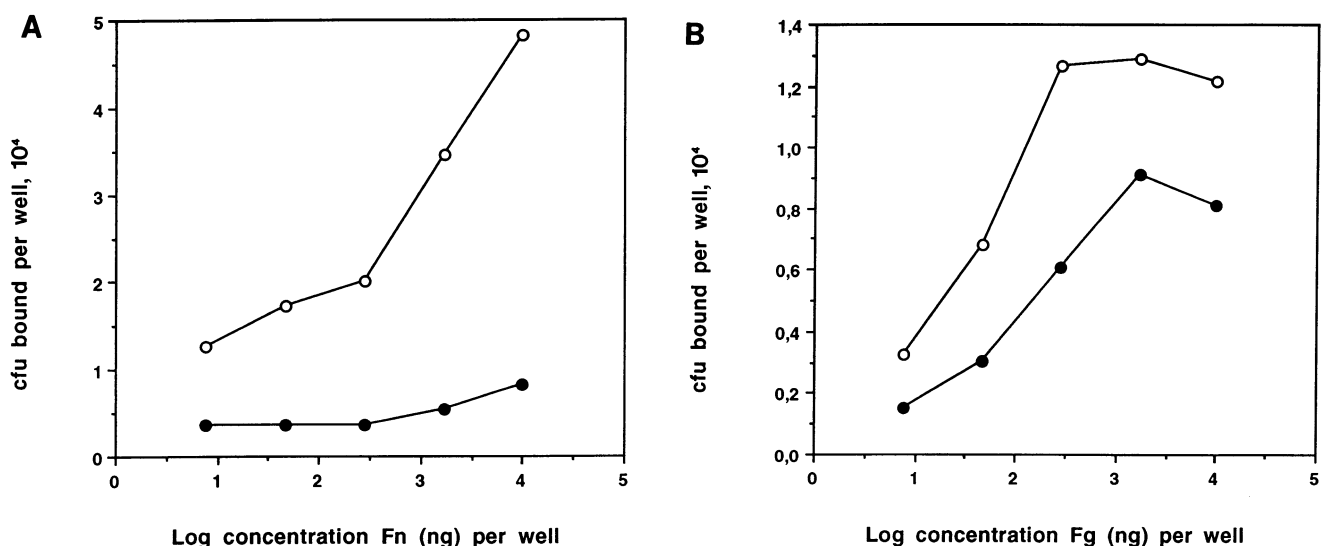 A
5
4
3
2
1
0
0 1 2 3 4 5
cfu bound per well, 10⁴
Log concentration Fn (ng) per well
B
1,4
1,2
1,0
0,8
0,6
0,4
0,2
0,0
0 1 2 3 4 5
cfu bound per well, 10⁴
Log concentration Fg (ng) per well